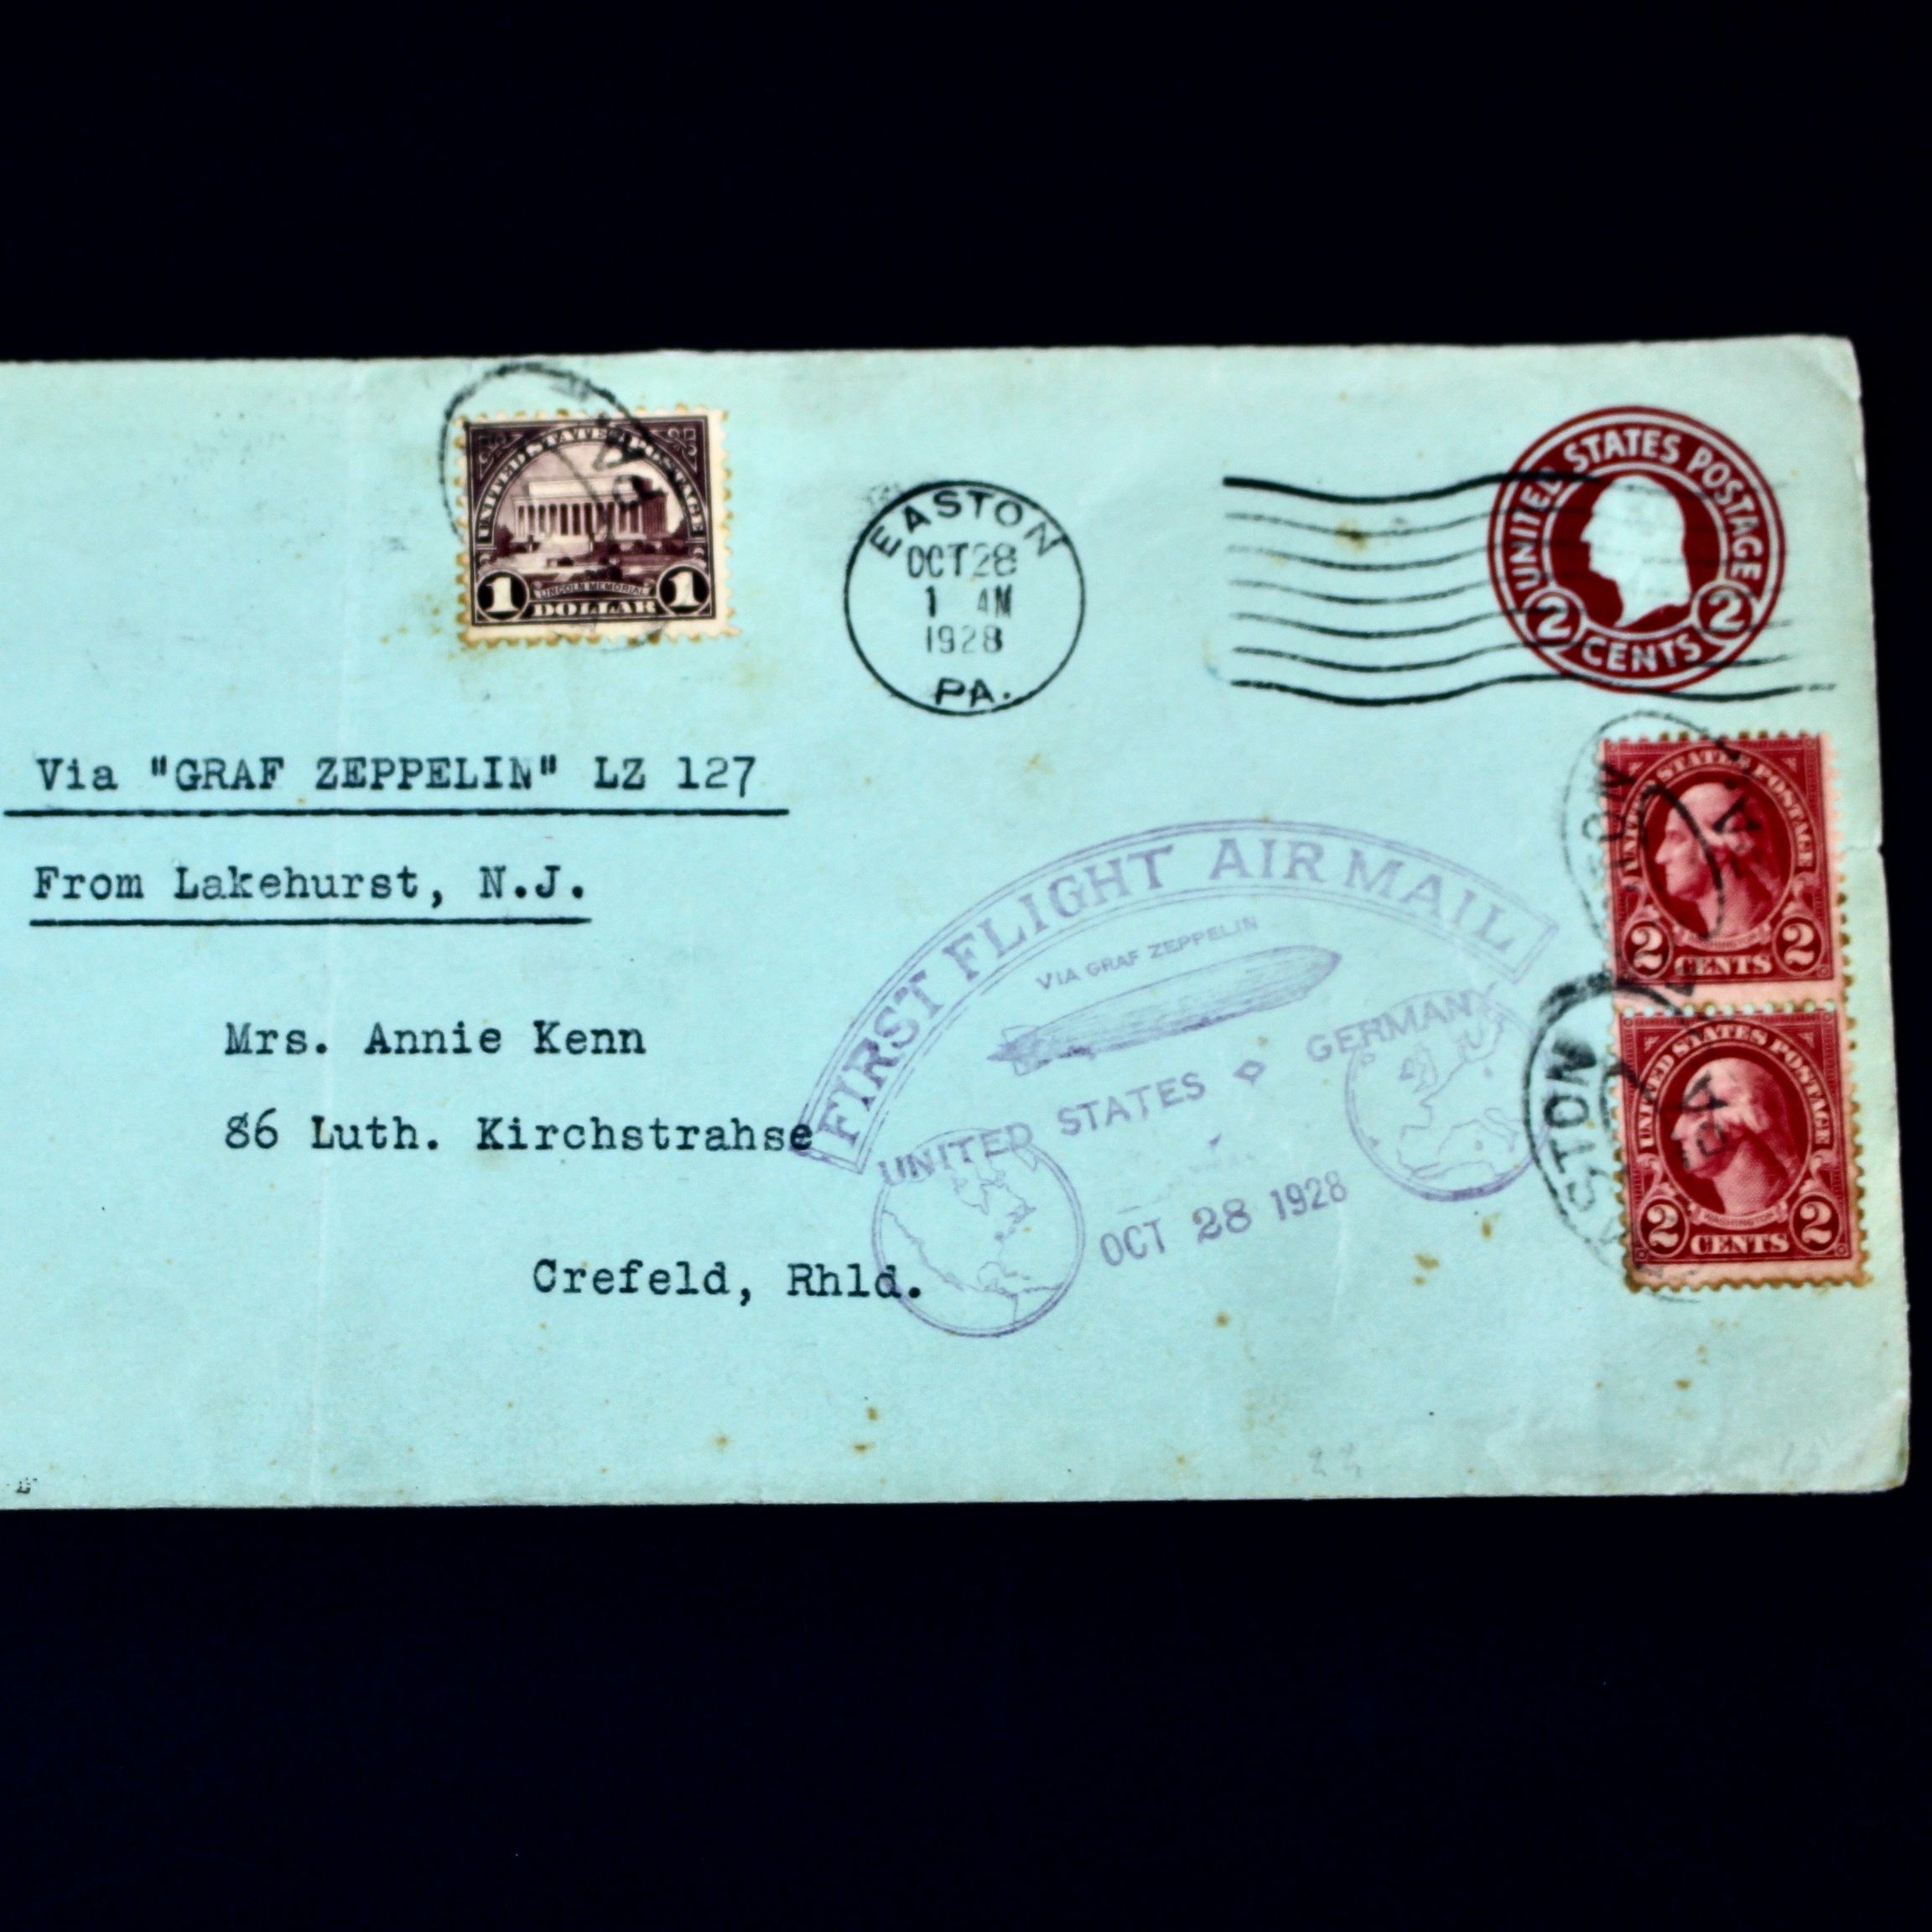 UNITED STATES POSTAGE
1 LINCOLN MEMORIAL 1
DOLLAR
EASTON
OCT 28
1 AM
1928
PA.
UNITED STATES POSTAGE
2 CENTS 2
Via "GRAF ZEPPELIN" LZ 127
From Lakehurst, N.J.
Mrs. Annie Kenn
86 Luth. Kirchstrahse
Crefeld, Rhld.
FIRST FLIGHT AIR MAIL
VIA GRAF ZEPPELIN
UNITED STATES GERMANY
OCT 28 1928
UNITED STATES POSTAGE
2 CENTS 2
UNITED STATES POSTAGE
WASHINGTON
2 CENTS 2